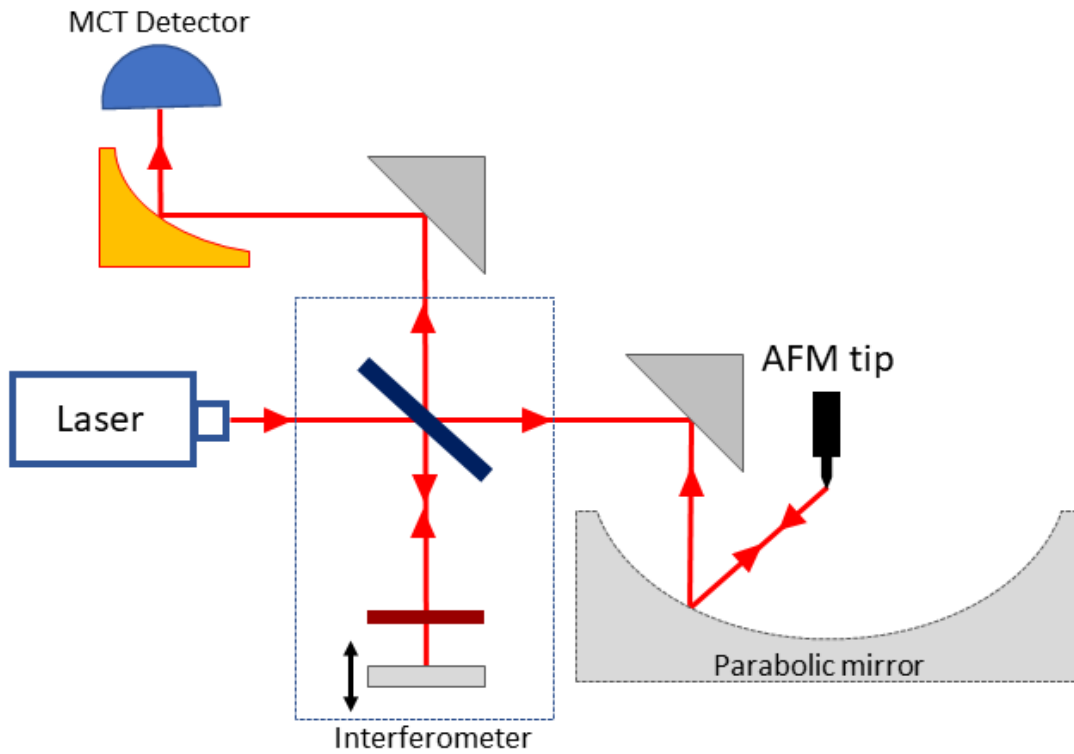 MCT Detector
Laser
AFM tip
Parabolic mirror
Interferometer